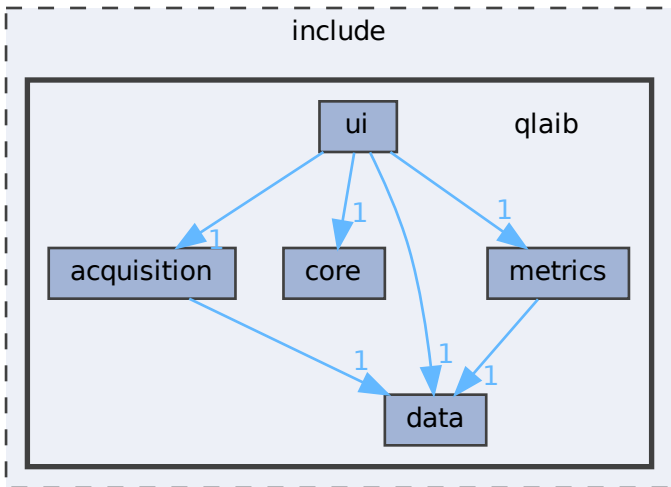 include
qlaib
ui
1
1
1
acquisition
core
metrics
1
1
1
data